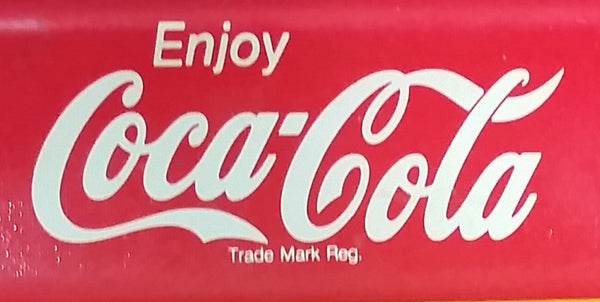 Enjoy
Coca-Cola
Trade Mark Reg.